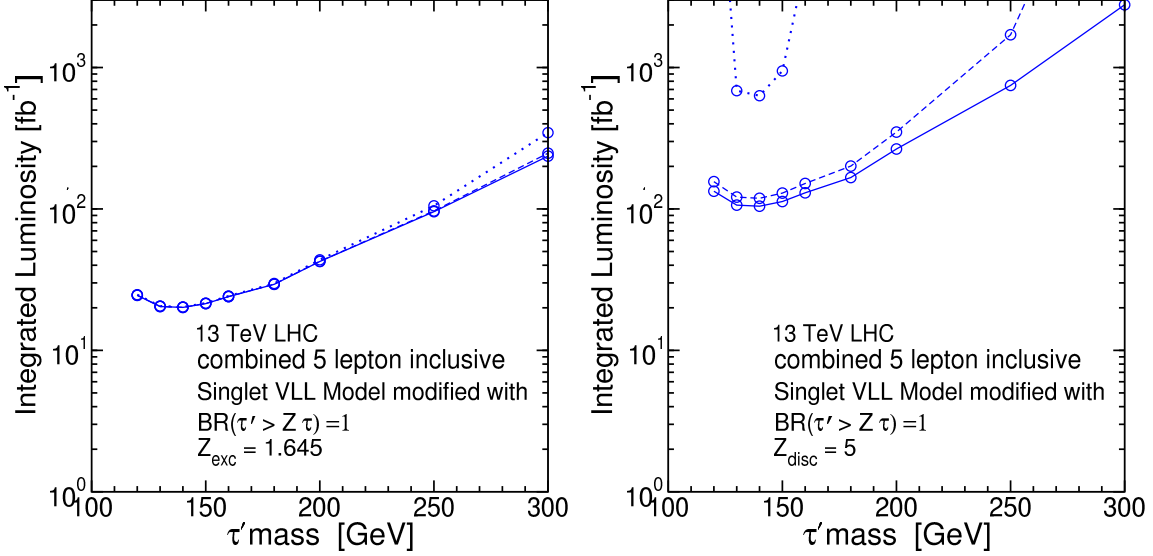 Integrated Luminosity [fb⁻¹]
10³
10²
10¹
10⁰
13 TeV LHC
combined 5 lepton inclusive
Singlet VLL Model modified with
BR(τ′ > Z τ) =1
Z_exc = 1.645
100 150 200 250 300
τ′mass [GeV]
Integrated Luminosity [fb⁻¹]
10³
10²
10¹
10⁰
13 TeV LHC
combined 5 lepton inclusive
Singlet VLL Model modified with
BR(τ′ > Z τ) =1
Z_disc = 5
100 150 200 250 300
τ′mass [GeV]